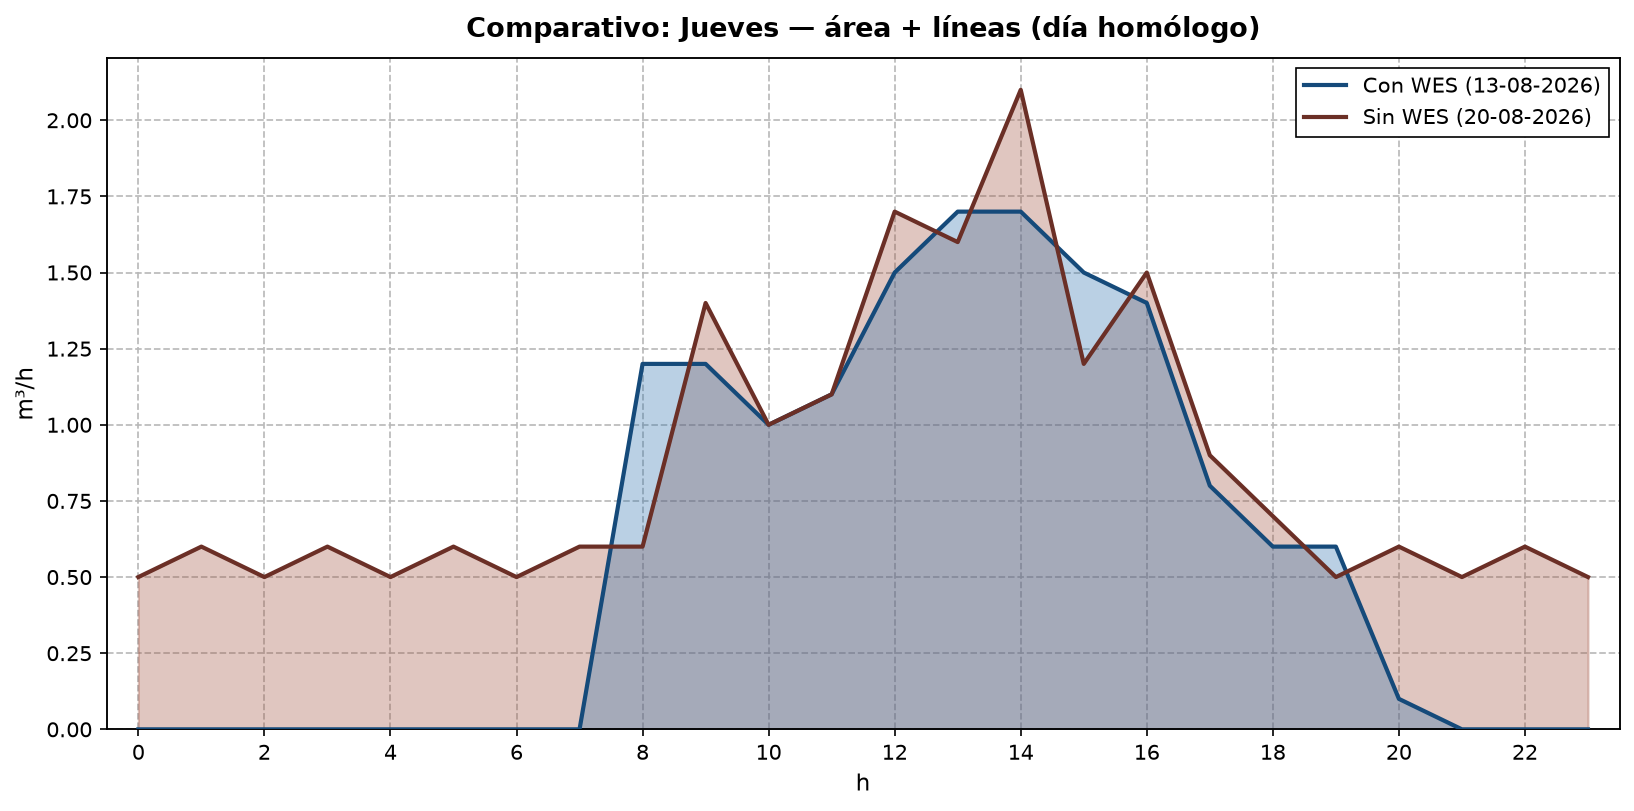 Comparativo: Jueves — área + líneas (día homólogo)
Con WES (13-08-2026)
Sin WES (20-08-2026)
2.00
1.75
1.50
1.25
1.00
0.75
0.50
0.25
0.00
m³/h
0 2 4 6 8 10 12 14 16 18 20 22
h